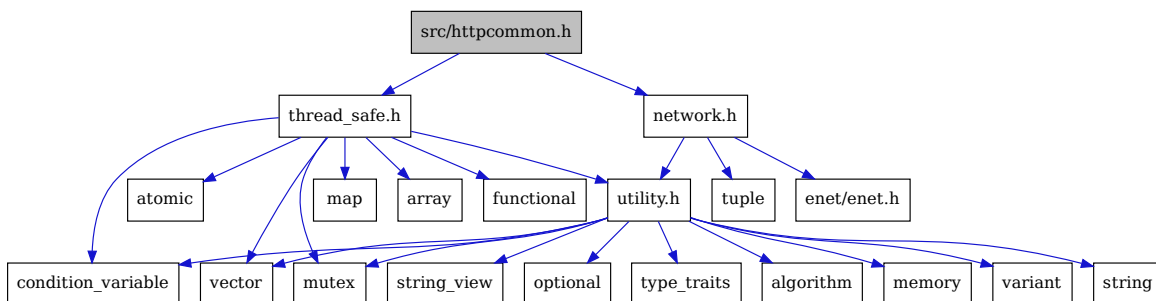 src/httpcommon.h
thread_safe.h
network.h
atomic
map
array
functional
utility.h
tuple
enet/enet.h
condition_variable
vector
mutex
string_view
optional
type_traits
algorithm
memory
variant
string